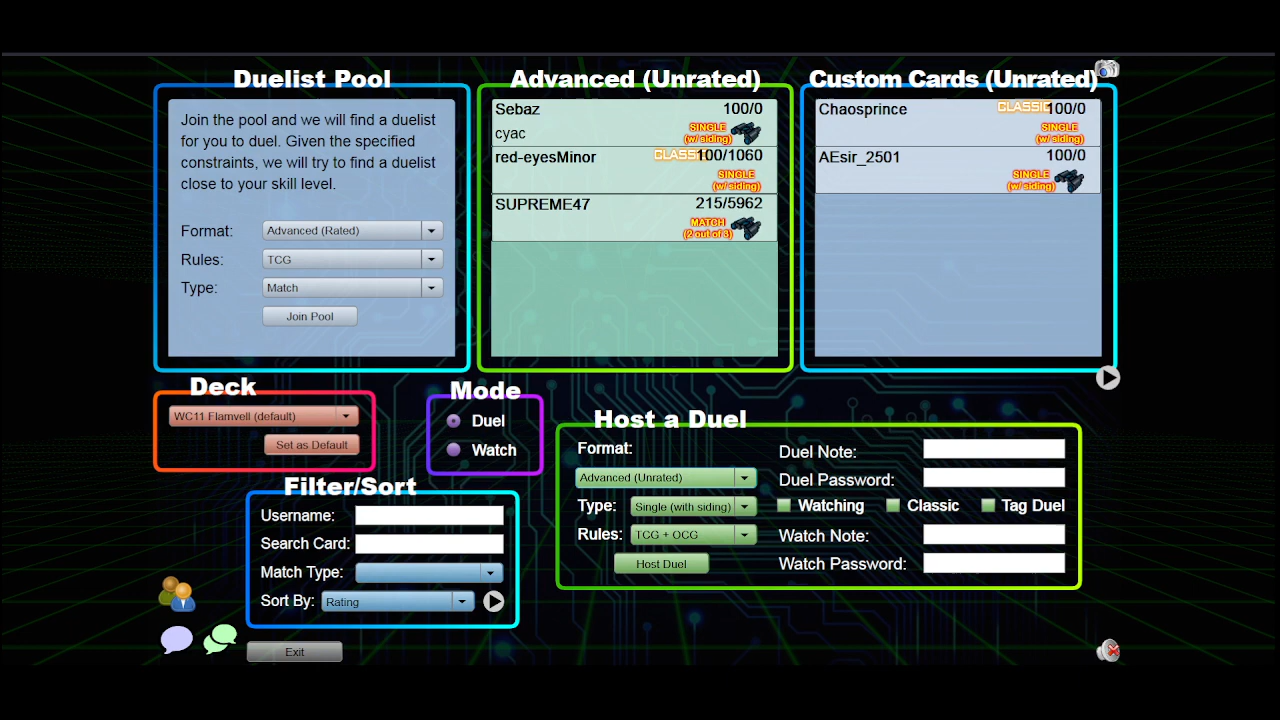 Duelist Pool
Join the pool and we will find a duelist
for you to duel. Given the specified
constraints, we will try to find a duelist
close to your skill level.
Format: Advanced (Rated)
Rules: TCG
Type: Match
Join Pool
Advanced (Unrated)
Sebaz 100/0
cyac SINGLE
(w/ siding)
red-eyesMinor CLASSIC 100/1060
SINGLE
(w/ siding)
SUPREME47 215/5962
MATCH
(2 out of 3)
Custom Cards (Unrated)
Chaosprince CLASSIC 100/0
SINGLE
(w/ siding)
AEsir_2501 100/0
SINGLE
(w/ siding)
Deck
WC11 Flamvell (default)
Set as Default
Mode
Duel
Watch
Host a Duel
Format:
Advanced (Unrated)
Type: Single (with siding)
Rules: TCG + OCG
Host Duel
Duel Note:
Duel Password:
Watching Classic Tag Duel
Watch Note:
Watch Password:
Filter/Sort
Username:
Search Card:
Match Type:
Sort By: Rating
Exit